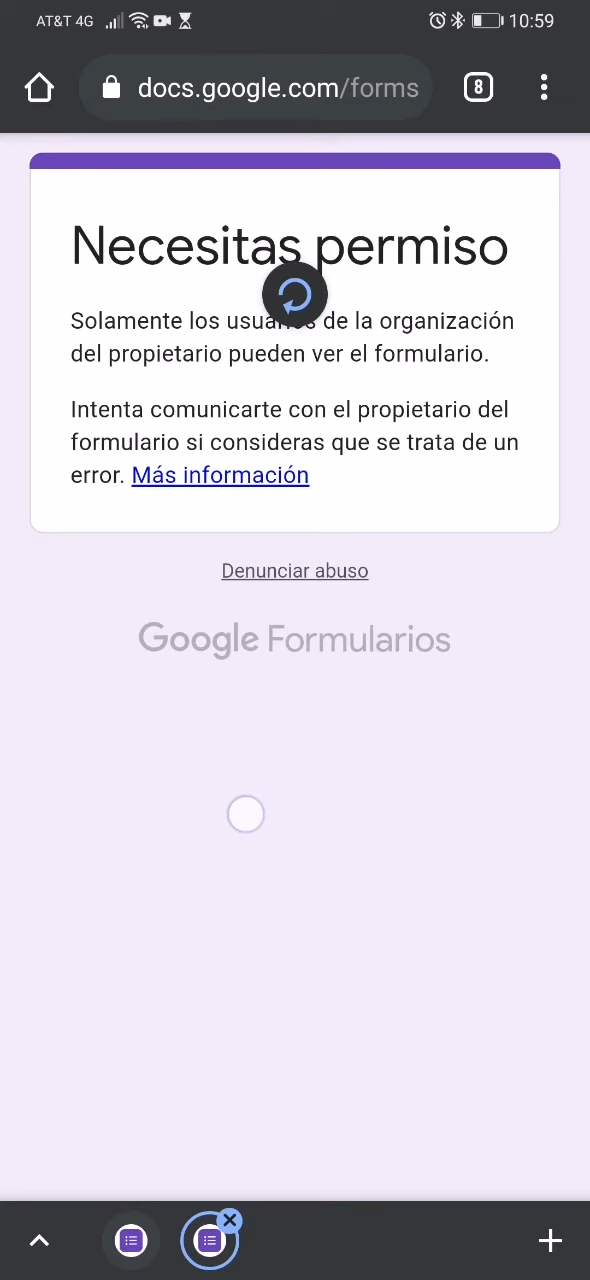 AT&T 4G 10:59
docs.google.com/forms 8
Necesitas permiso
Solamente los usuarios de la organización
del propietario pueden ver el formulario.
Intenta comunicarte con el propietario del
formulario si consideras que se trata de un
error. Más información
Denunciar abuso
Google Formularios